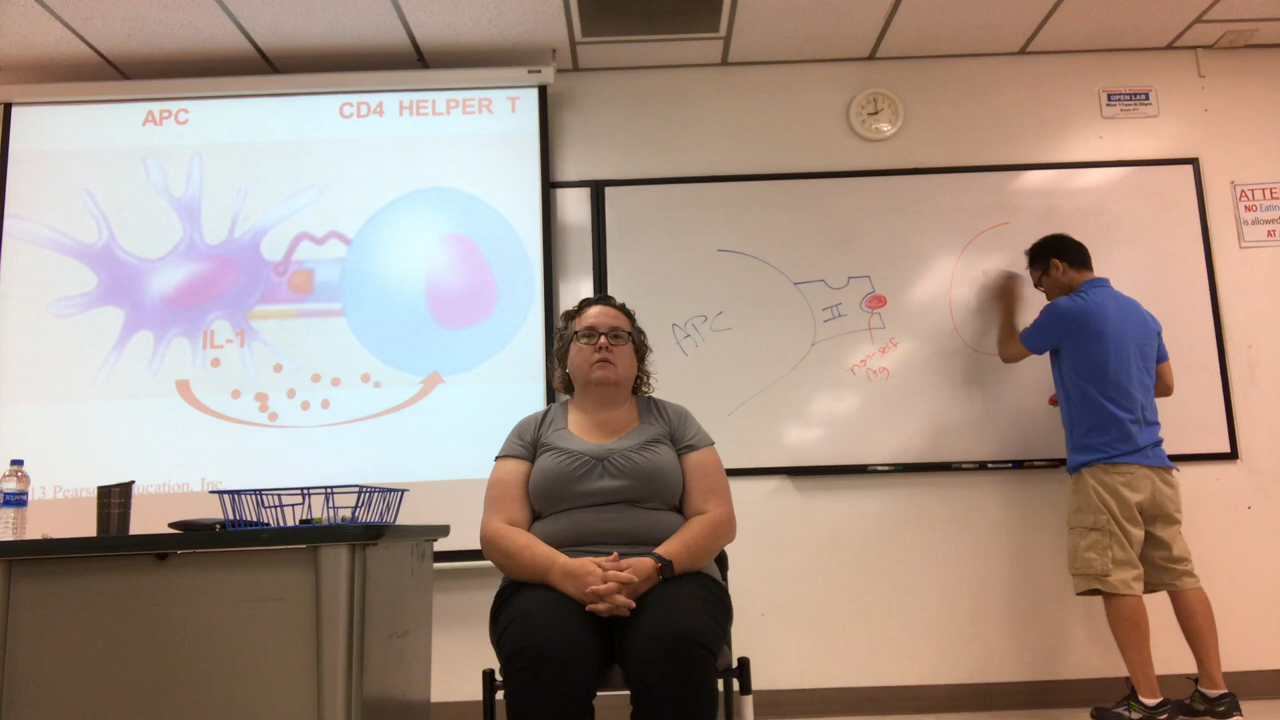 APC
CD4 HELPER T
IL-1
13 Pearson Education, Inc.
APC
II
non-self
Ag
OPEN LAB
ATTE
NO Eating
is allowed
AT